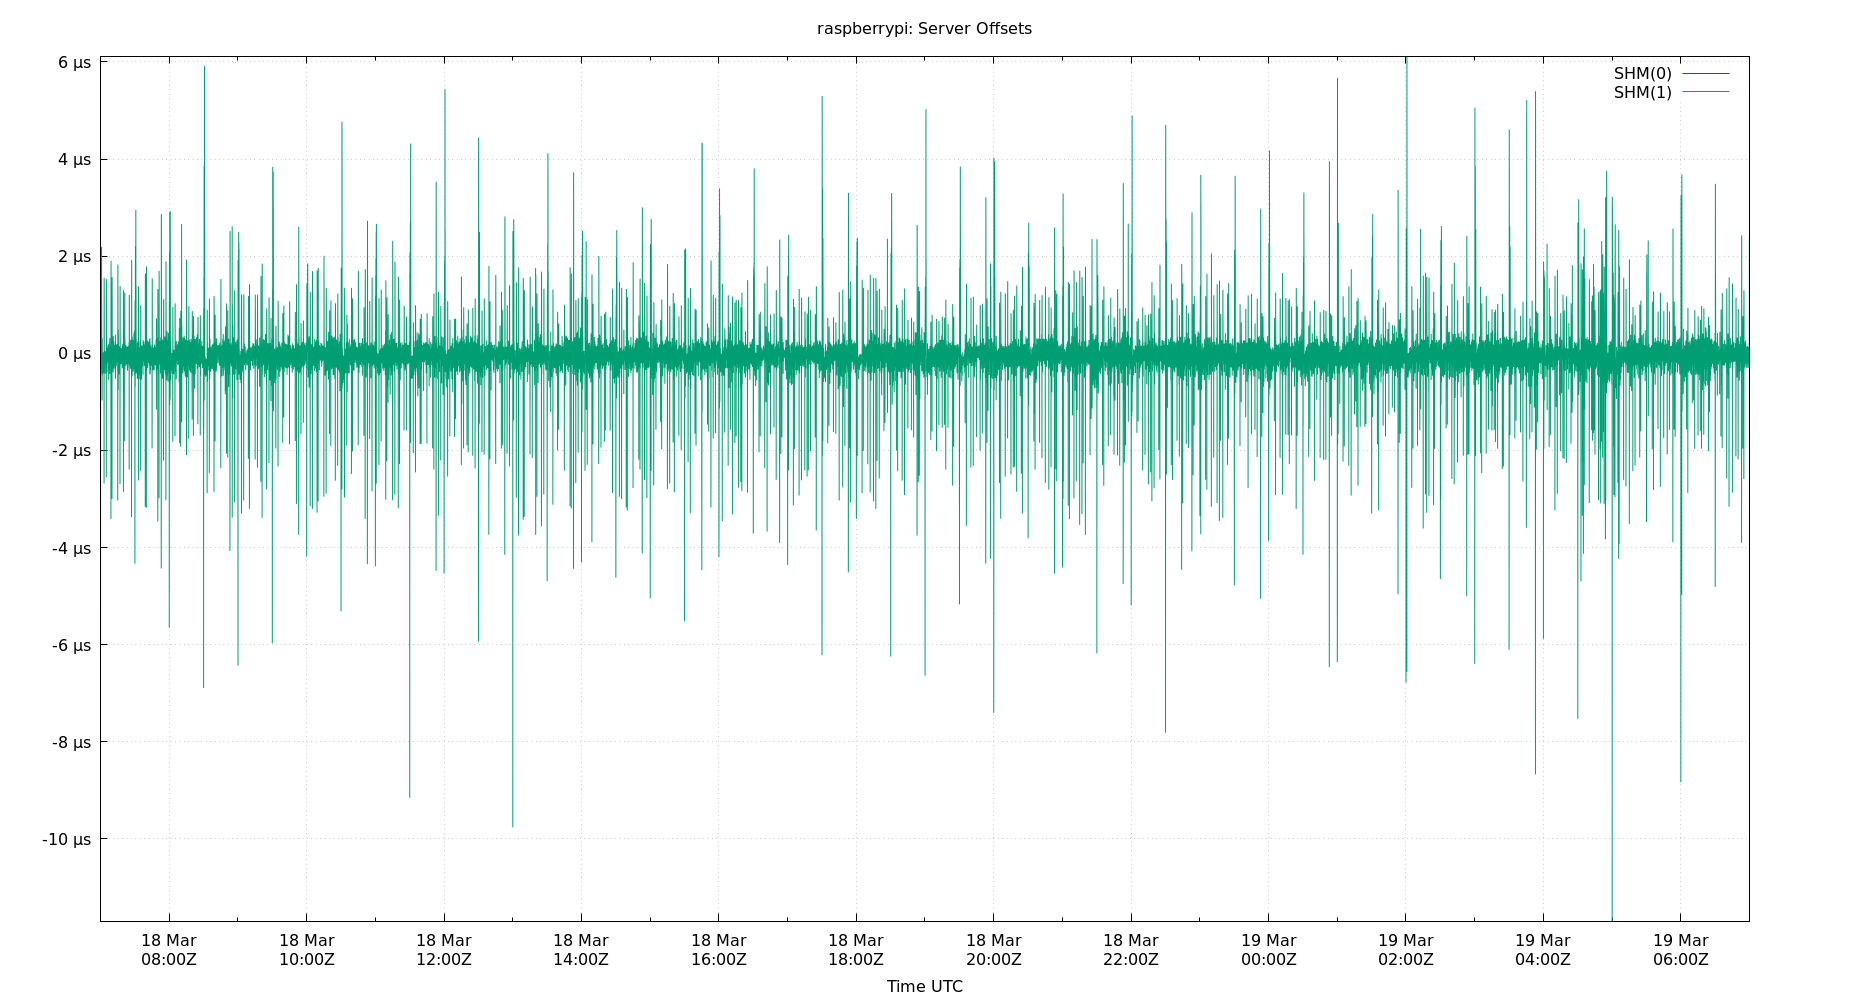 raspberrypi: Server Offsets
SHM(0)
SHM(1)
6 µs
4 µs
2 µs
0 µs
-2 µs
-4 µs
-6 µs
-8 µs
-10 µs
18 Mar 18 Mar 18 Mar 18 Mar 18 Mar 18 Mar 18 Mar 18 Mar 19 Mar 19 Mar 19 Mar 19 Mar
08:00Z 10:00Z 12:00Z 14:00Z 16:00Z 18:00Z 20:00Z 22:00Z 00:00Z 02:00Z 04:00Z 06:00Z
Time UTC